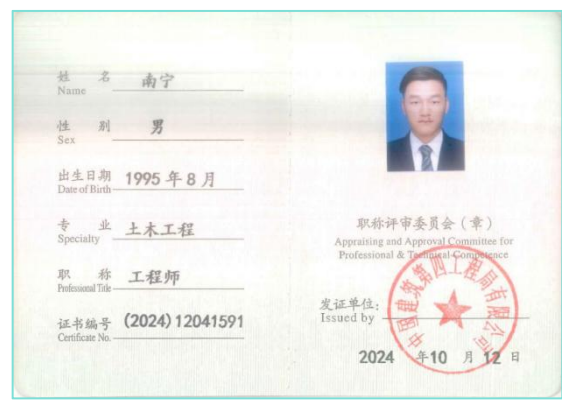 姓 名 南宁
Name
性 别 男
Sex
出生日期 1995 年 8 月
Date of Birth
专 业 土木工程
Specialty
职 称 工程师
Professional Title
证书编号 (2024) 12041591
Certificate No.
职称评审委员会（章）
Appraising and Approval Committee for
Professional & Technical Competence
中国建筑第四工程局有限公司
发证单位:
Issued by
2024 年 10 月 12 日